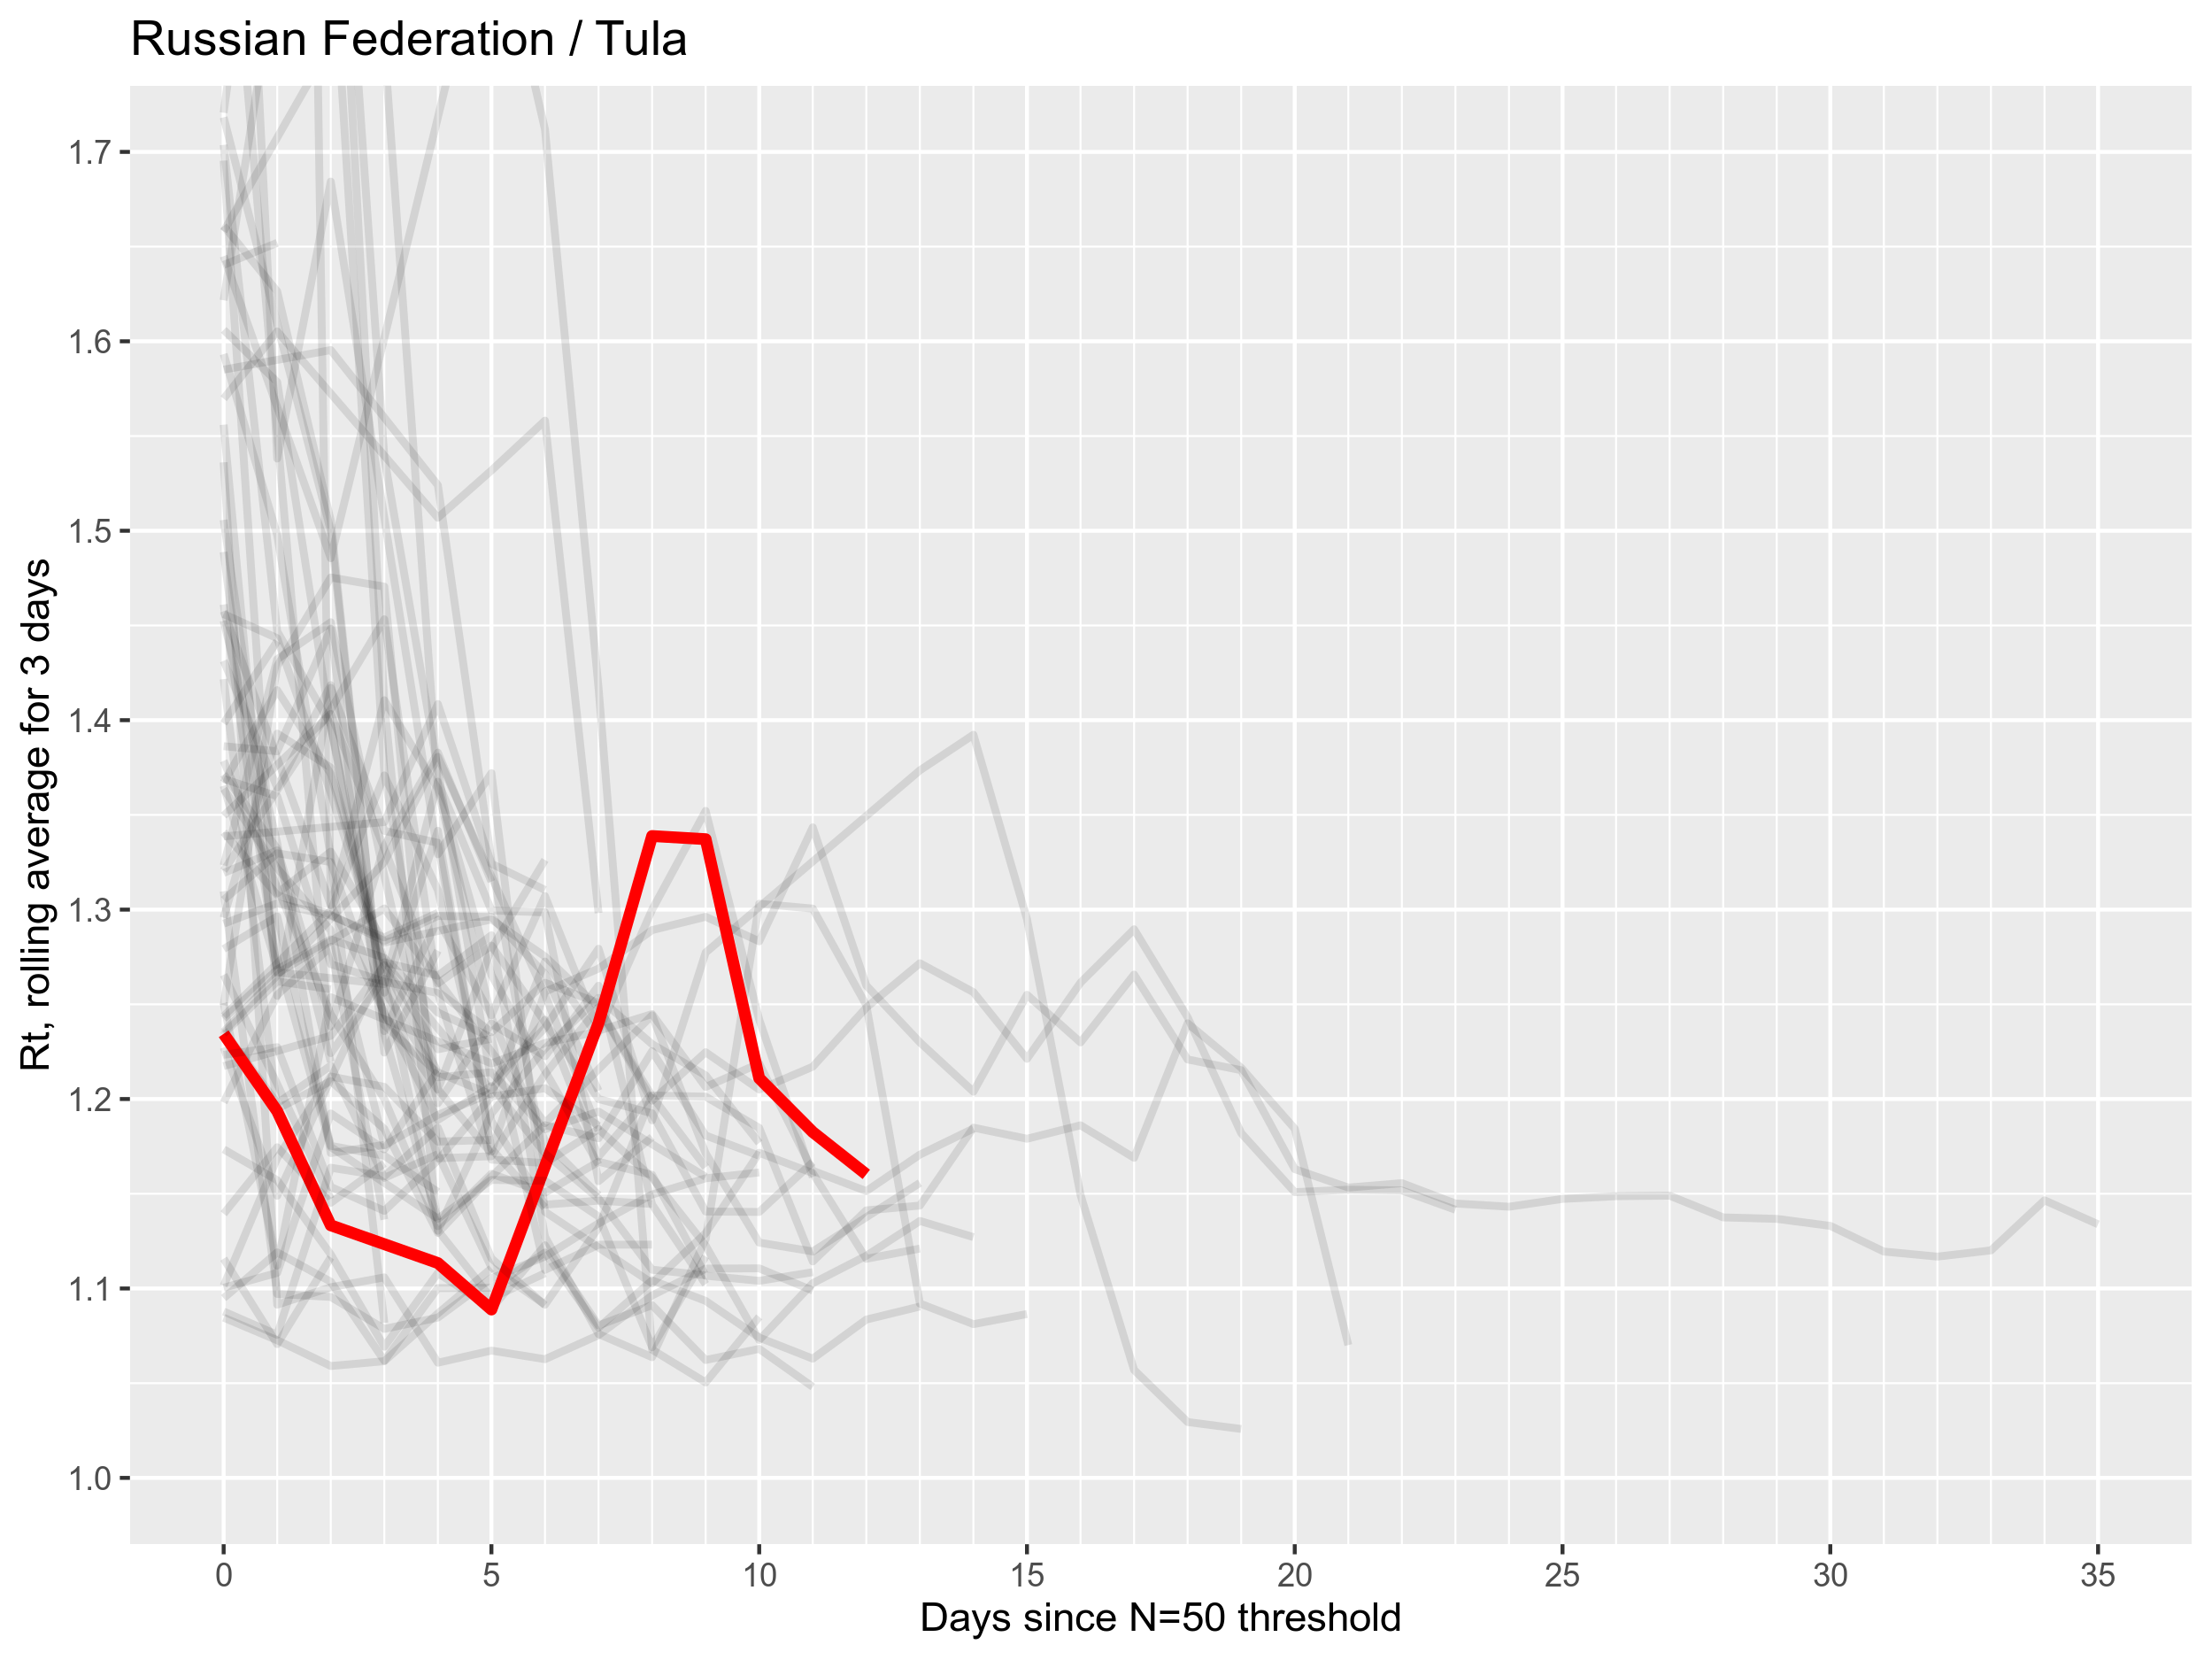 Russian Federation / Tula
Rt, rolling average for 3 days
1.7
1.6
1.5
1.4
1.3
1.2
1.1
1.0
0 5 10 15 20 25 30 35
Days since N=50 threshold